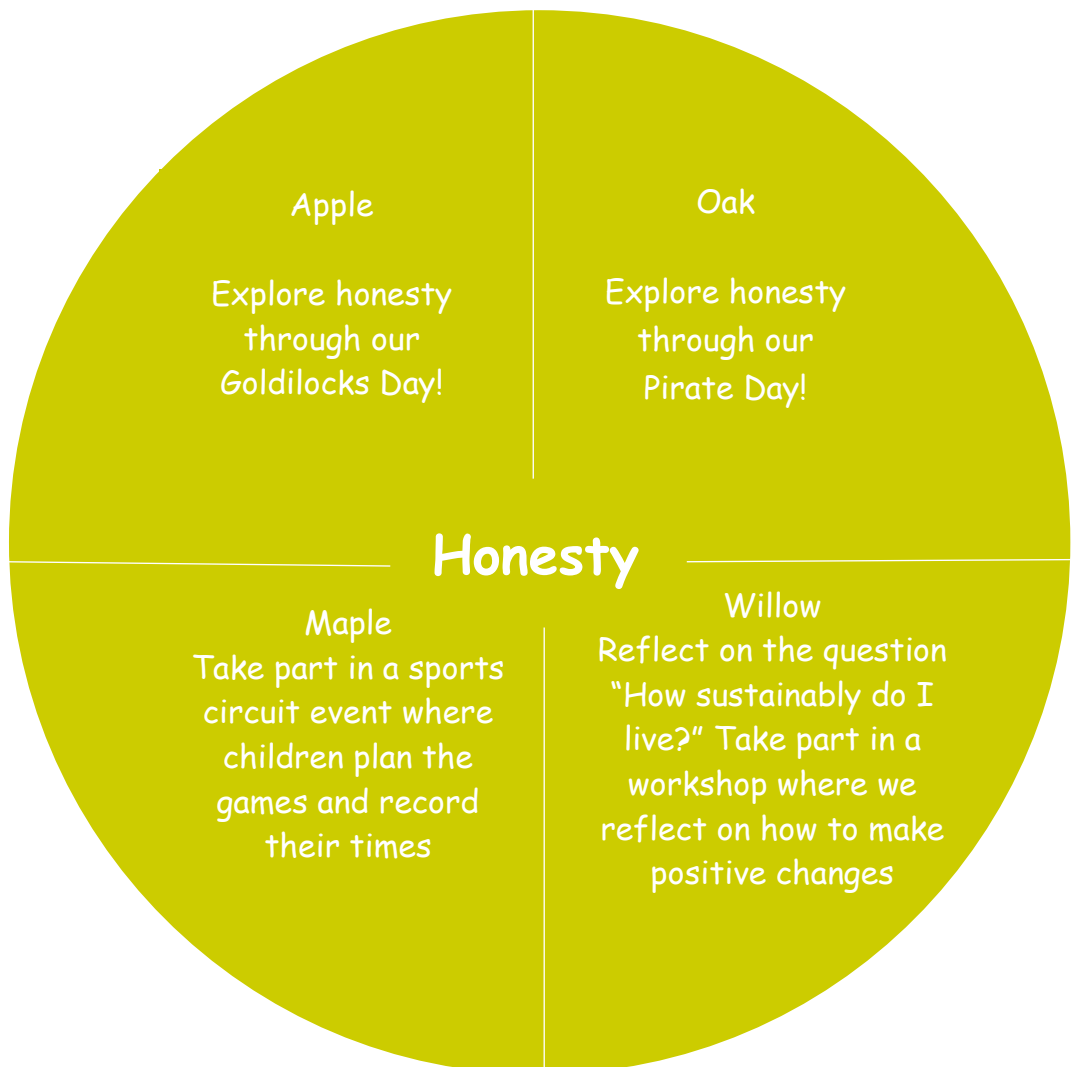 Apple
Explore honesty
through our
Goldilocks Day!
Oak
Explore honesty
through our
Pirate Day!
Honesty
Maple
Take part in a sports
circuit event where
children plan the
games and record
their times
Willow
Reflect on the question
“How sustainably do I
live?” Take part in a
workshop where we
reflect on how to make
positive changes